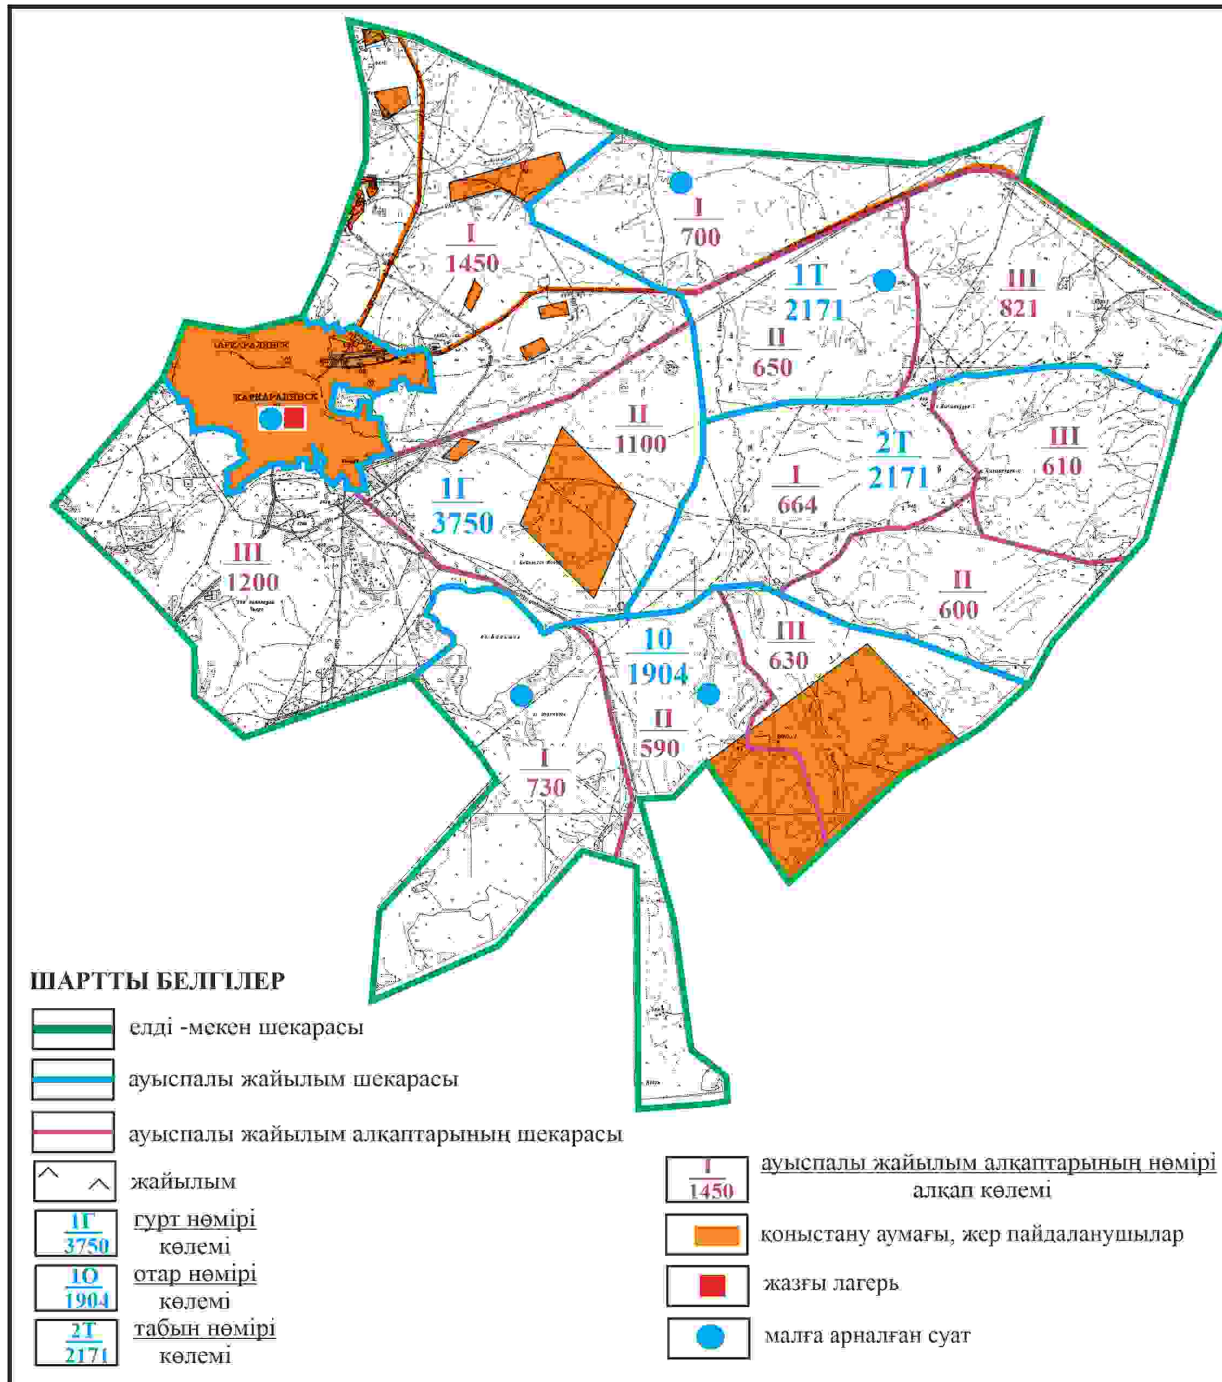 I
700
I
1450
1Т
2171
III
821
II
650
КАРКАРАЛИНСК
II
1100
2Т
2171
III
610
I
664
1Г
3750
III
1200
II
600
1О
1904
III
630
II
590
I
730
ШАРТТЫ БЕЛГІЛЕР
елді -мекен шекарасы
ауыспалы жайылым шекарасы
ауыспалы жайылым алқаптарының шекарасы
жайылым
1Г
3750
гурт нөмірі
көлемі
1О
1904
отар нөмірі
көлемі
2Т
2171
табын нөмірі
көлемі
I
1450
ауыспалы жайылым алқаптарының нөмірі
алқап көлемі
қоныстану аумағы, жер пайдаланушылар
жазғы лагерь
малға арналған суат